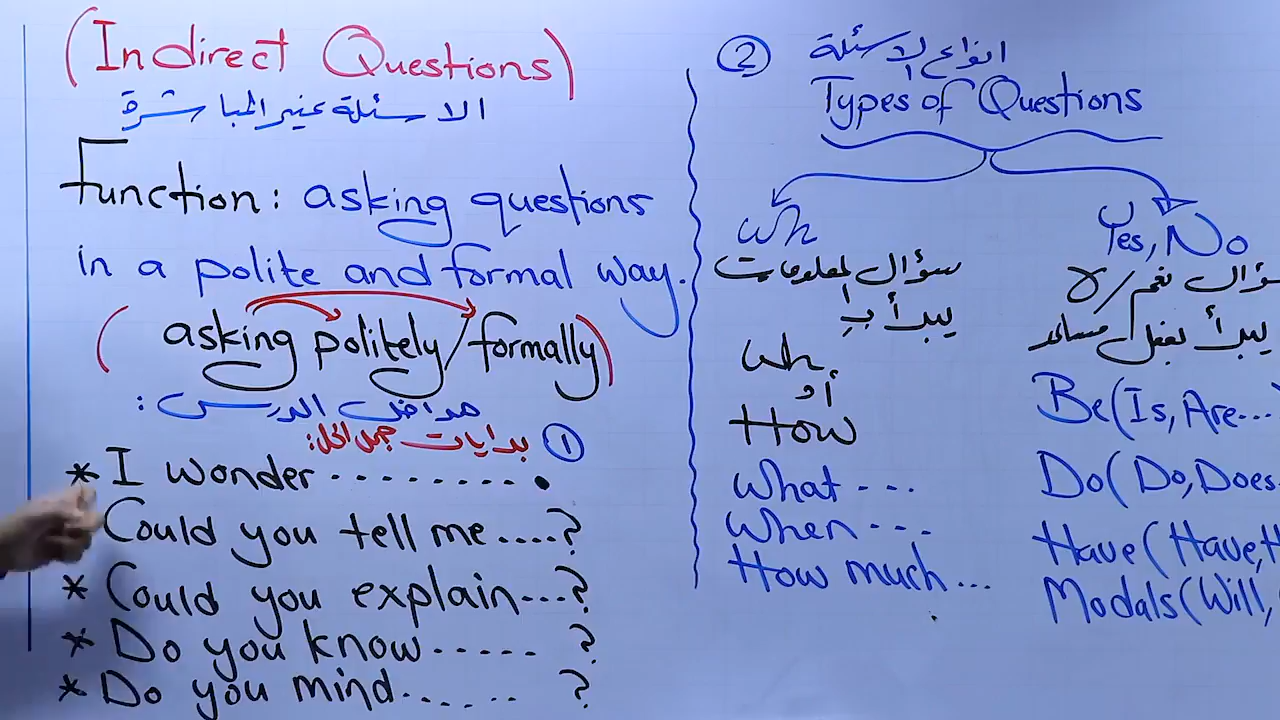 (Indirect Questions)
الاسئلة غير المباشرة
Function: asking questions
in a polite and formal way.
(asking politely/formally)
الدرس:
① بدايات جمل الحل:
* I wonder .........
Could you tell me ....?
* Could you explain...?
* Do you know ..... ?
* Do you mind...... ?
② انواع الاسئلة
Types of Questions
Wh
سؤال لمعلومات
يبدأ بـ
Wh
أو
How
What ...
When ...
How much ...
Yes, No
سؤال نعم/لا
يبدأ بفعل مساعد
Be (Is, Are...
Do (Do, Does
Have (Have, H
Modals (Will,